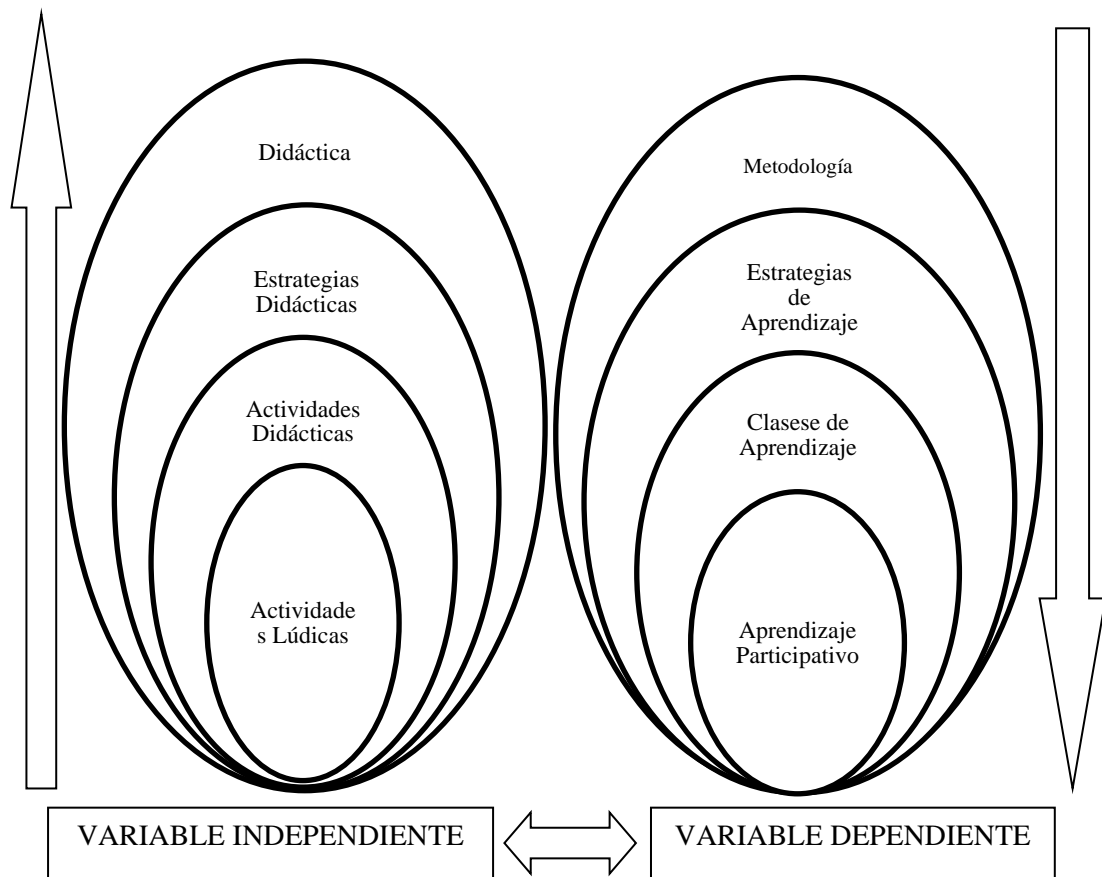 Didáctica
Estrategias
Didácticas
Actividades
Didácticas
Actividade
s Lúdicas
VARIABLE INDEPENDIENTE
Metodología
Estrategias
de
Aprendizaje
Clasese de
Aprendizaje
Aprendizaje
Participativo
VARIABLE DEPENDIENTE